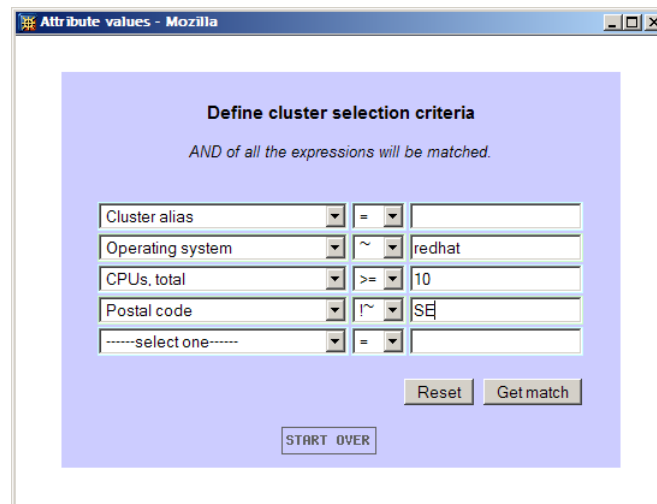 Attribute values - Mozilla
Define cluster selection criteria
AND of all the expressions will be matched.
Cluster alias =
Operating system ~ redhat
CPUs, total >= 10
Postal code !~ SE
------select one------ =
Reset Get match
START OVER